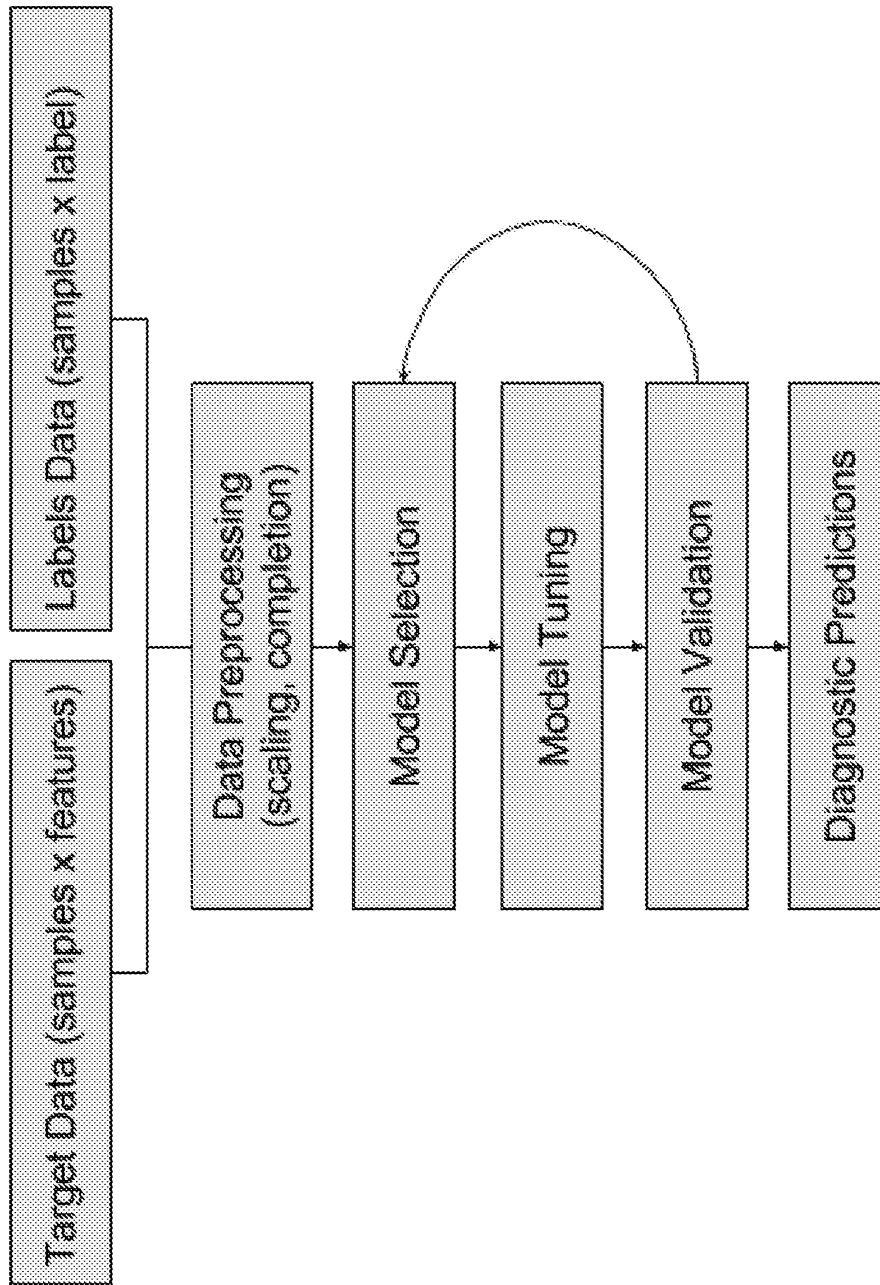 Target Data (samples x features)
Labels Data (samples x label)
Data Preprocessing
(scaling, completion)
Model Selection
Model Tuning
Model Validation
Diagnostic Predictions